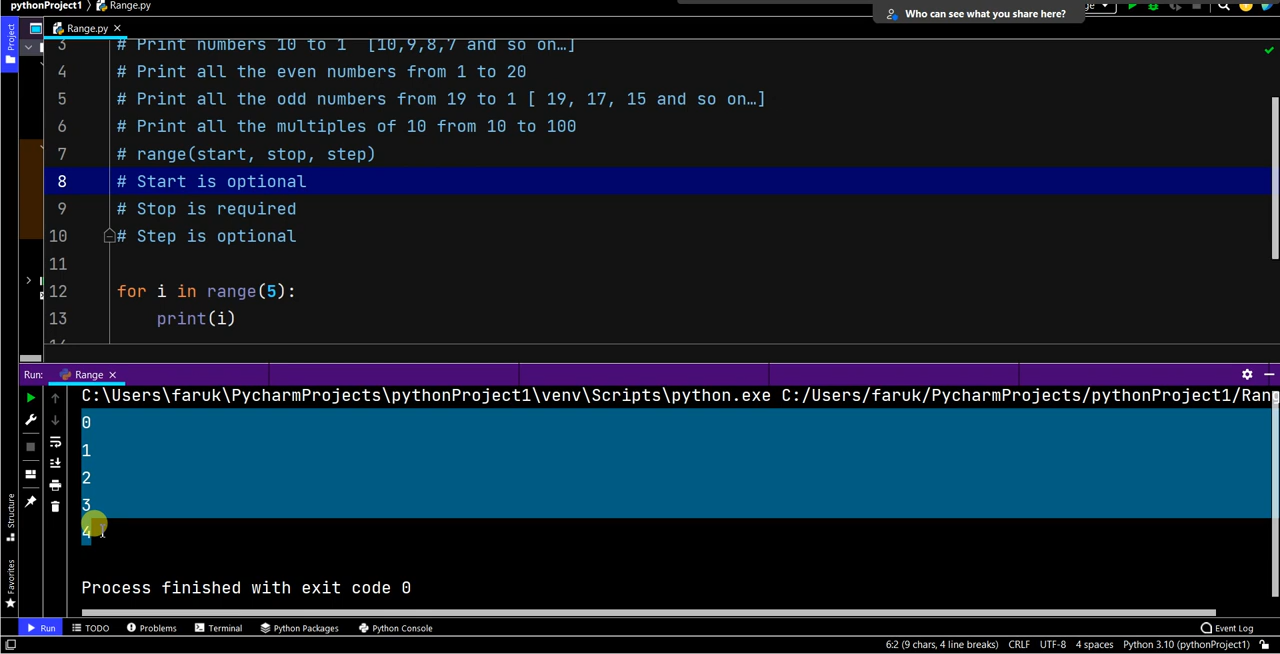 pythonProject1 Range.py
Who can see what you share here?
Project
Range.py
3 # Print numbers 10 to 1 [10,9,8,7 and so on…]
4 # Print all the even numbers from 1 to 20
5 # Print all the odd numbers from 19 to 1 [ 19, 17, 15 and so on…]
6 # Print all the multiples of 10 from 10 to 100
7 # range(start, stop, step)
8 # Start is optional
9 # Stop is required
10 # Step is optional
11
12 for i in range(5):
13 print(i)
Run: Range
C:\Users\faruk\PycharmProjects\pythonProject1\venv\Scripts\python.exe C:/Users/faruk/PycharmProjects/pythonProject1/Rang
0
1
2
3
4
Process finished with exit code 0
Structure
Favorites
Run TODO Problems Terminal Python Packages Python Console Event Log
6:2 (9 chars, 4 line breaks) CRLF UTF-8 4 spaces Python 3.10 (pythonProject1)